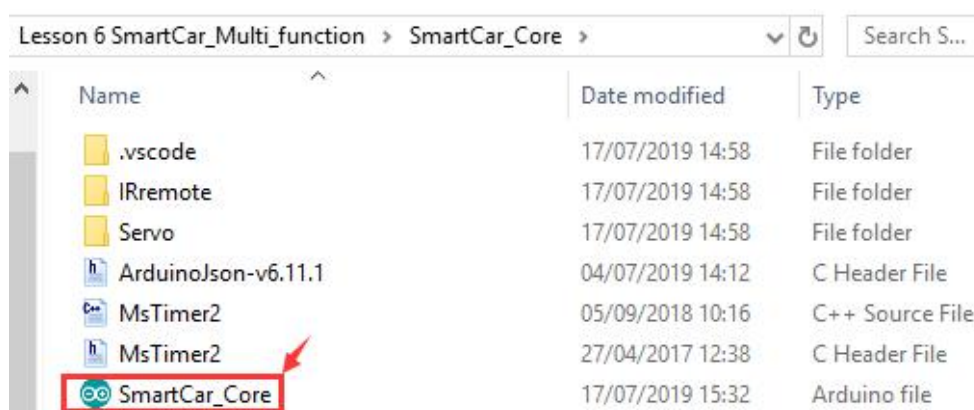 Lesson 6 SmartCar_Multi_function > SmartCar_Core > Search S...
Name Date modified Type
.vscode 17/07/2019 14:58 File folder
IRremote 17/07/2019 14:58 File folder
Servo 17/07/2019 14:58 File folder
ArduinoJson-v6.11.1 04/07/2019 14:12 C Header File
MsTimer2 05/09/2018 10:16 C++ Source File
MsTimer2 27/04/2017 12:38 C Header File
SmartCar_Core 17/07/2019 15:32 Arduino file